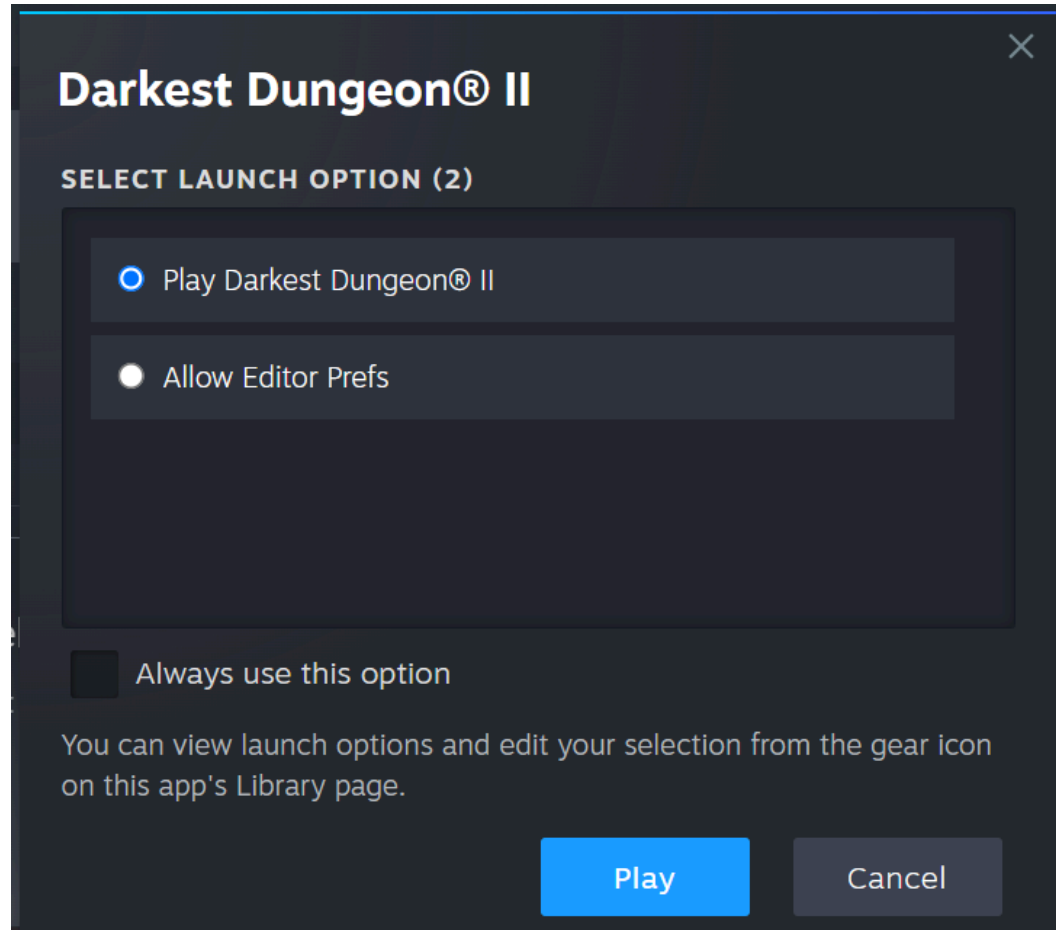 Darkest Dungeon® II
SELECT LAUNCH OPTION (2)
Play Darkest Dungeon® II
Allow Editor Prefs
Always use this option
You can view launch options and edit your selection from the gear icon
on this app's Library page.
Play
Cancel